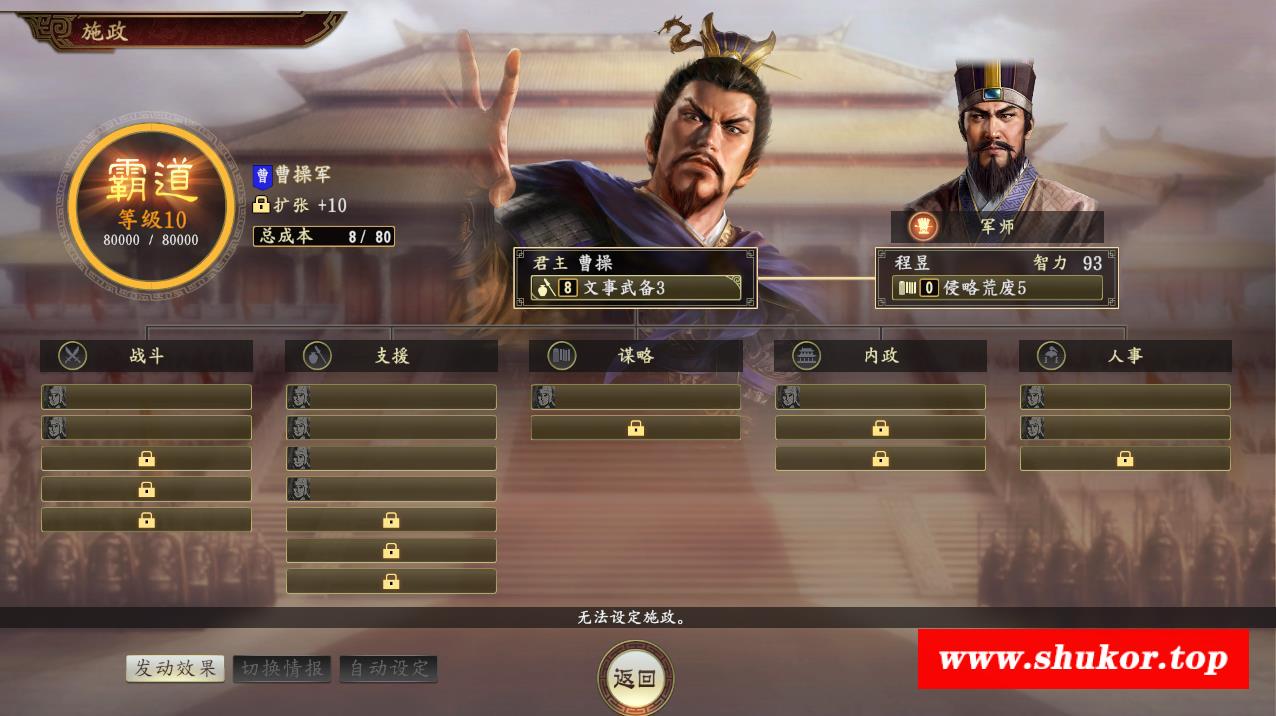 施政
霸道
等级10
80000 / 80000
曹 曹操军
扩张 +10
总成本 8/ 80
军师
君主 曹操
8 文事武备3
程昱 智力 93
0 侵略荒废5
战斗 支援 谋略 内政 人事
无法设定施政。
发动效果 切换情报 自动设定 返回
www.shukor.top